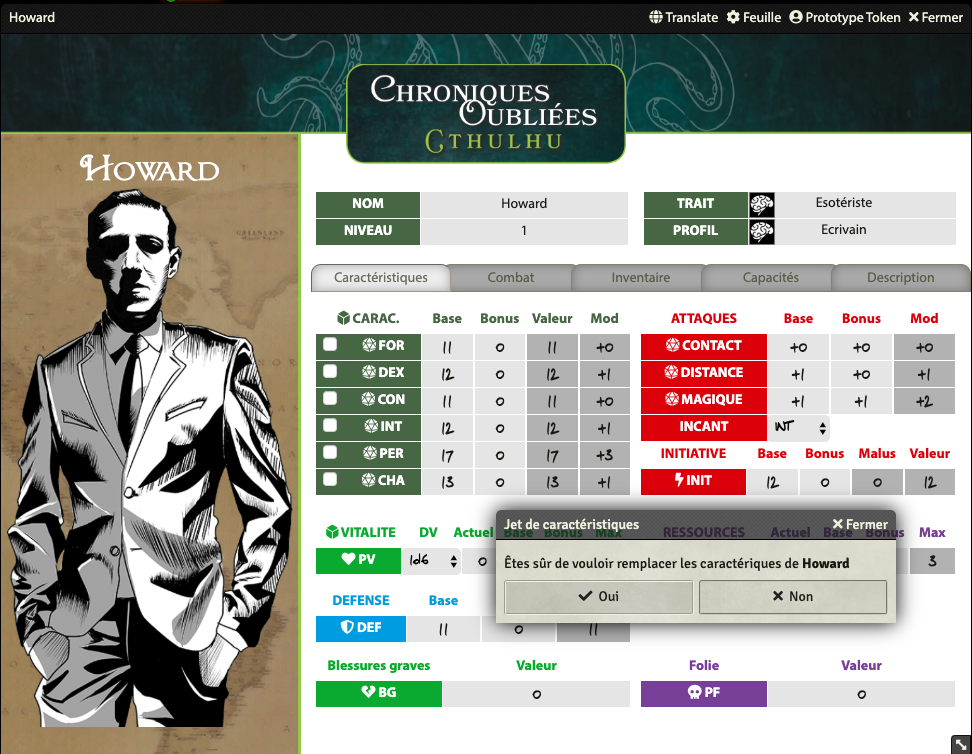 Howard
Translate Feuille Prototype Token Fermer
CHRONIQUES
OUBLIÉES
CTHULHU
HOWARD
GREENLAND
NOM Howard
NIVEAU 1
TRAIT Esotériste
PROFIL Ecrivain
Caractéristiques Combat Inventaire Capacités Description
CARAC. Base Bonus Valeur Mod
FOR 11 0 11 +0
DEX 12 0 12 +1
CON 11 0 11 +0
INT 12 0 12 +1
PER 17 0 17 +3
CHA 13 0 13 +1
ATTAQUES Base Bonus Mod
CONTACT +0 +0 +0
DISTANCE +1 +0 +1
MAGIQUE +1 +1 +2
INCANT INT
INITIATIVE Base Bonus Malus Valeur
INIT 12 0 0 12
VITALITE DV Actuel Base Bonus Max
PV 1d6 0
RESSOURCES Actuel Base Bonus Max
3
Jet de caractéristiques Fermer
Êtes sûr de vouloir remplacer les caractériques de Howard
Oui Non
DEFENSE Base
DEF 11 0 11
Blessures graves Valeur
BG 0
Folie Valeur
PF 0